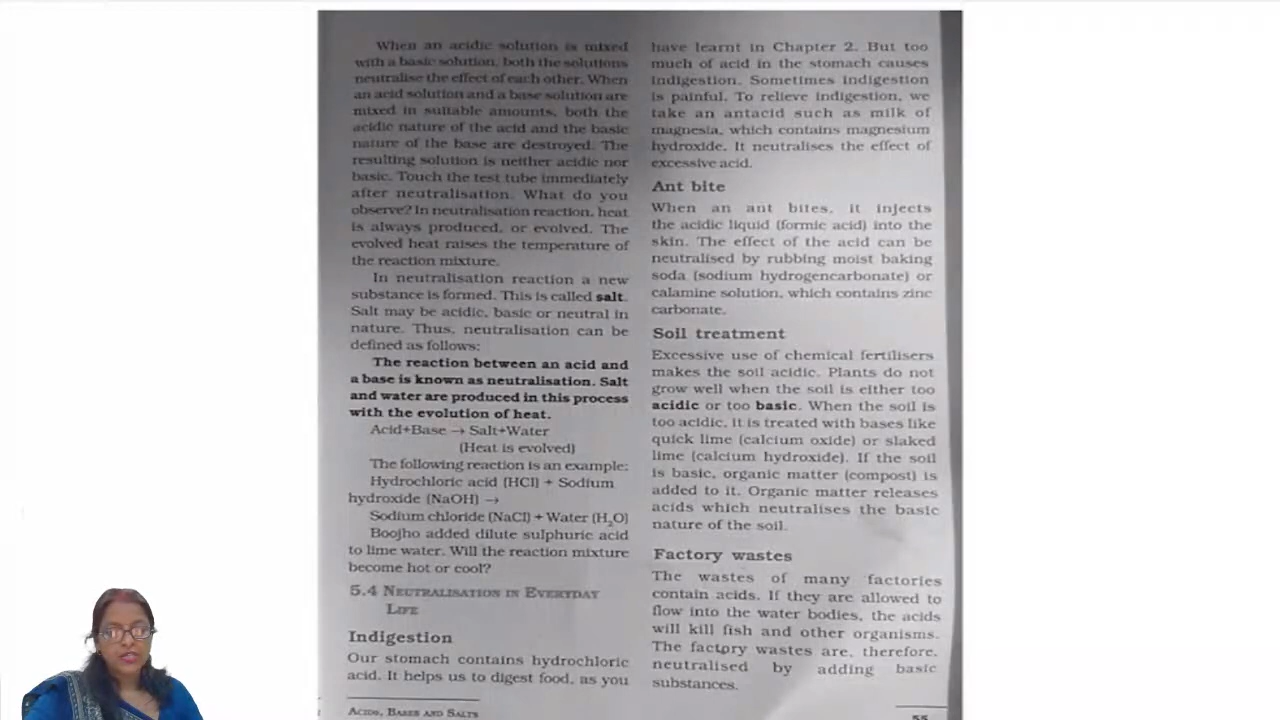 When an acidic solution is mixed
with a basic solution, both the solutions
neutralise the effect of each other. When
an acid solution and a base solution are
mixed in suitable amounts, both the
acidic nature of the acid and the basic
nature of the base are destroyed. The
resulting solution is neither acidic nor
basic. Touch the test tube immediately
after neutralisation. What do you
observe? In neutralisation reaction, heat
is always produced, or evolved. The
evolved heat raises the temperature of
the reaction mixture.
In neutralisation reaction a new
substance is formed. This is called salt.
Salt may be acidic, basic or neutral in
nature. Thus, neutralisation can be
defined as follows:
The reaction between an acid and
a base is known as neutralisation. Salt
and water are produced in this process
with the evolution of heat.
Acid+Base → Salt+Water
(Heat is evolved)
The following reaction is an example:
Hydrochloric acid (HCl) + Sodium
hydroxide (NaOH) →
Sodium chloride (NaCl) + Water (H₂O)
Boojho added dilute sulphuric acid
to lime water. Will the reaction mixture
become hot or cool?
5.4 NEUTRALISATION IN EVERYDAY
LIFE
Indigestion
Our stomach contains hydrochloric
acid. It helps us to digest food, as you
ACIDS, BASES AND SALTS
have learnt in Chapter 2. But too
much of acid in the stomach causes
indigestion. Sometimes indigestion
is painful. To relieve indigestion, we
take an antacid such as milk of
magnesia, which contains magnesium
hydroxide. It neutralises the effect of
excessive acid.
Ant bite
When an ant bites, it injects
the acidic liquid (formic acid) into the
skin. The effect of the acid can be
neutralised by rubbing moist baking
soda (sodium hydrogencarbonate) or
calamine solution, which contains zinc
carbonate.
Soil treatment
Excessive use of chemical fertilisers
makes the soil acidic. Plants do not
grow well when the soil is either too
acidic or too basic. When the soil is
too acidic, it is treated with bases like
quick lime (calcium oxide) or slaked
lime (calcium hydroxide). If the soil
is basic, organic matter (compost) is
added to it. Organic matter releases
acids which neutralises the basic
nature of the soil.
Factory wastes
The wastes of many factories
contain acids. If they are allowed to
flow into the water bodies, the acids
will kill fish and other organisms.
The factory wastes are, therefore,
neutralised by adding basic
substances.
55